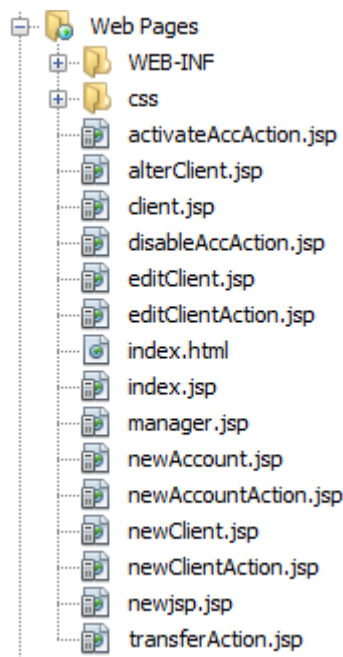 Web Pages
WEB-INF
css
activateAccAction.jsp
alterClient.jsp
client.jsp
disableAccAction.jsp
editClient.jsp
editClientAction.jsp
index.html
index.jsp
manager.jsp
newAccount.jsp
newAccountAction.jsp
newClient.jsp
newClientAction.jsp
newjsp.jsp
transferAction.jsp